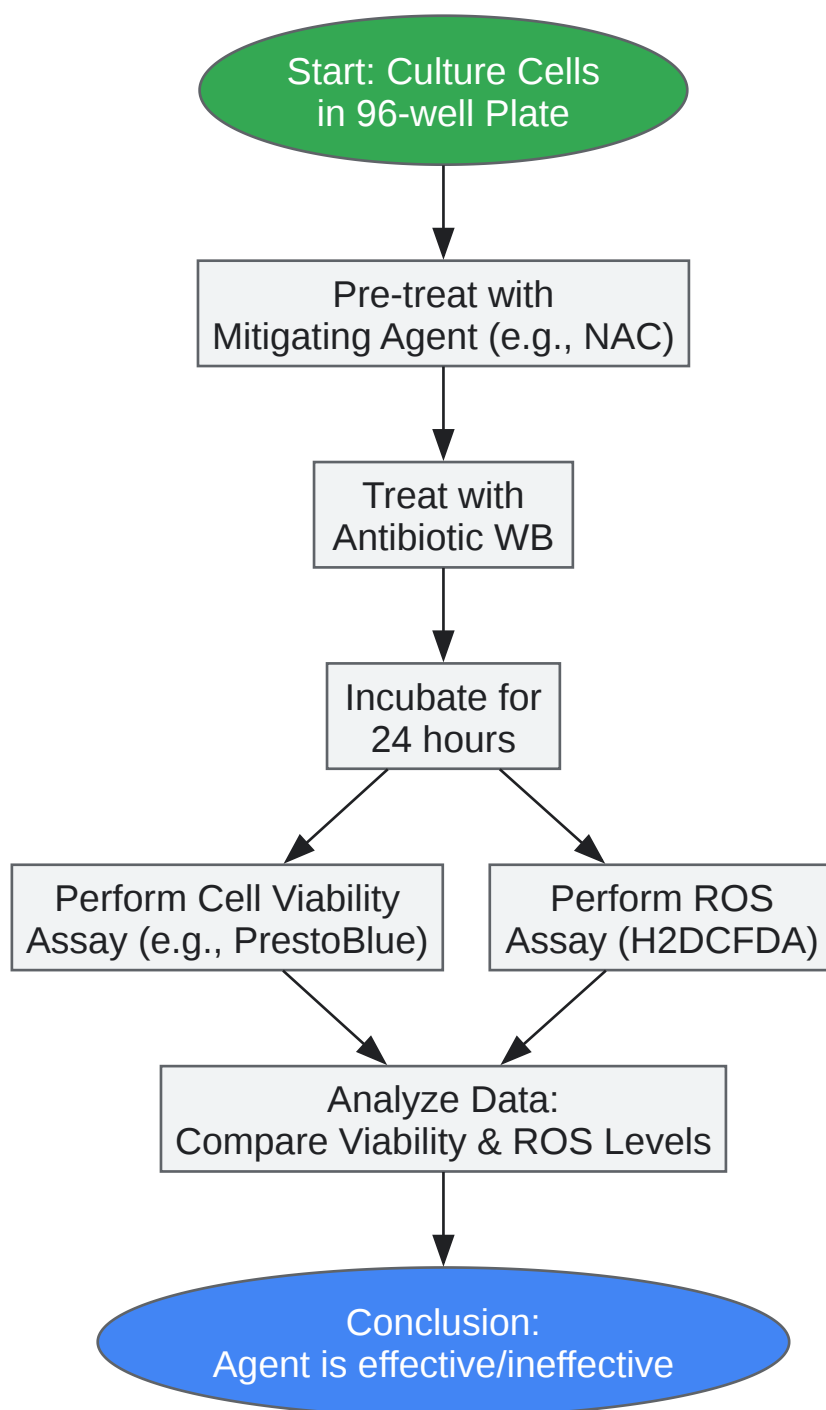 Start: Culture Cells
in 96-well Plate
Pre-treat with
Mitigating Agent (e.g., NAC)
Treat with
Antibiotic WB
Incubate for
24 hours
Perform Cell Viability
Assay (e.g., PrestoBlue)
Perform ROS
Assay (H2DCFDA)
Analyze Data:
Compare Viability & ROS Levels
Conclusion:
Agent is effective/ineffective